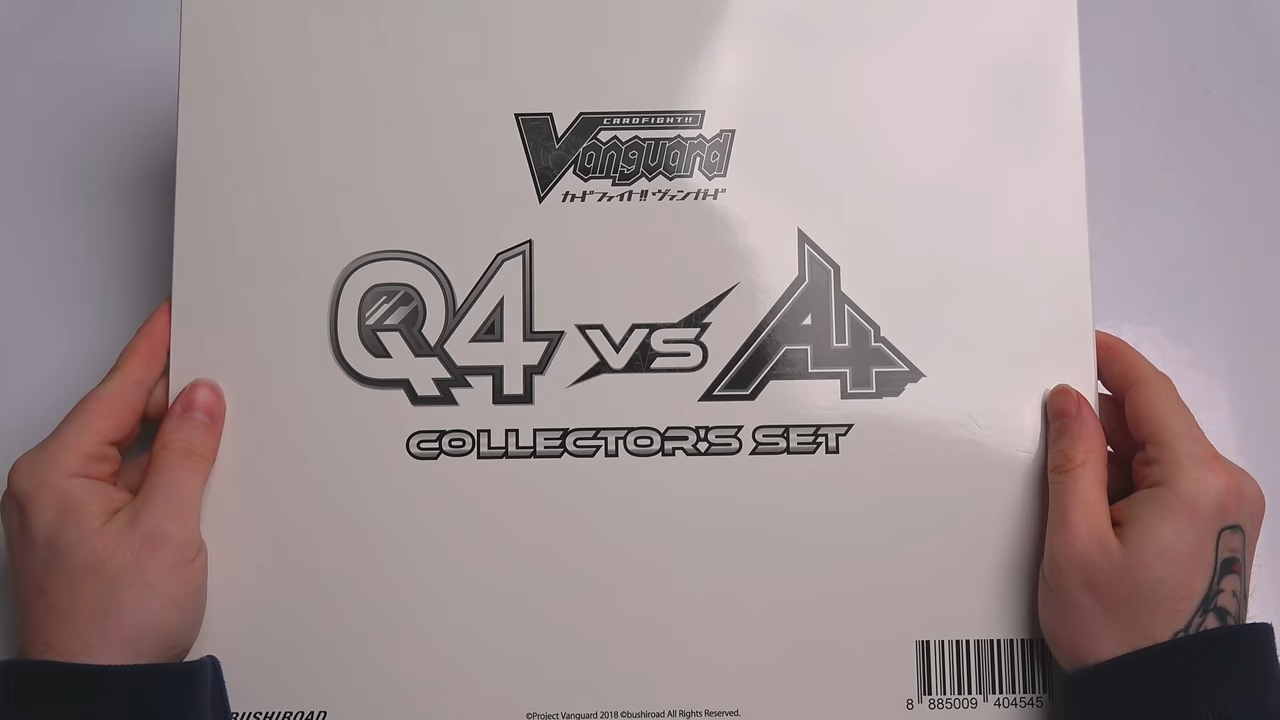 CARDFIGHT!!
Vanguard
カードファイト!! ヴァンガード
Q4 VS A4
COLLECTOR'S SET
8 885009 404545
BUSHIROAD
©Project Vanguard 2018 ©bushiroad All Rights Reserved.